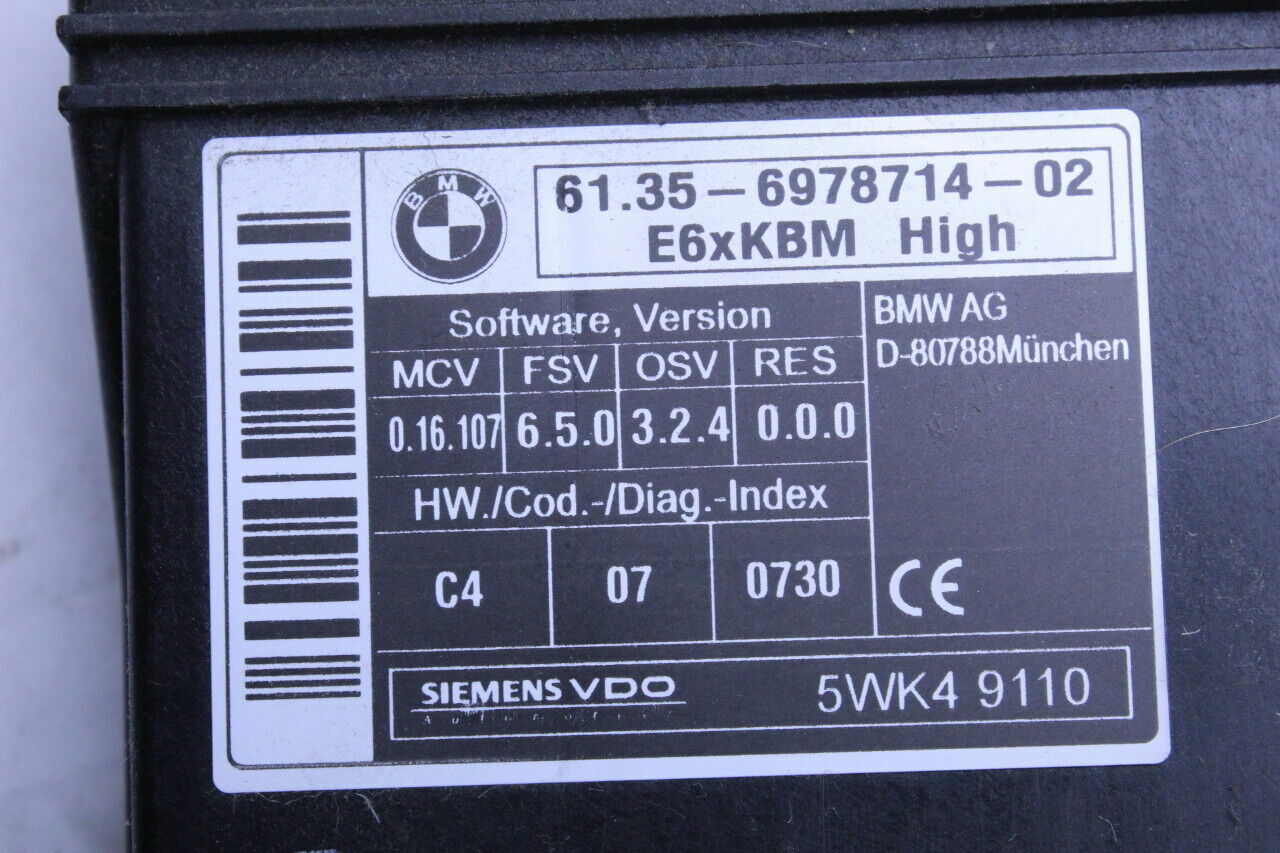 BMW
61.35-6978714-02
E6xKBM High
Software, Version
MCV FSV OSV RES
0.16.107 6.5.0 3.2.4 0.0.0
HW./Cod.-/Diag.-Index
C4 07 0730
BMW AG
D-80788München
CE
SIEMENS VDO
Automotive
5WK4 9110